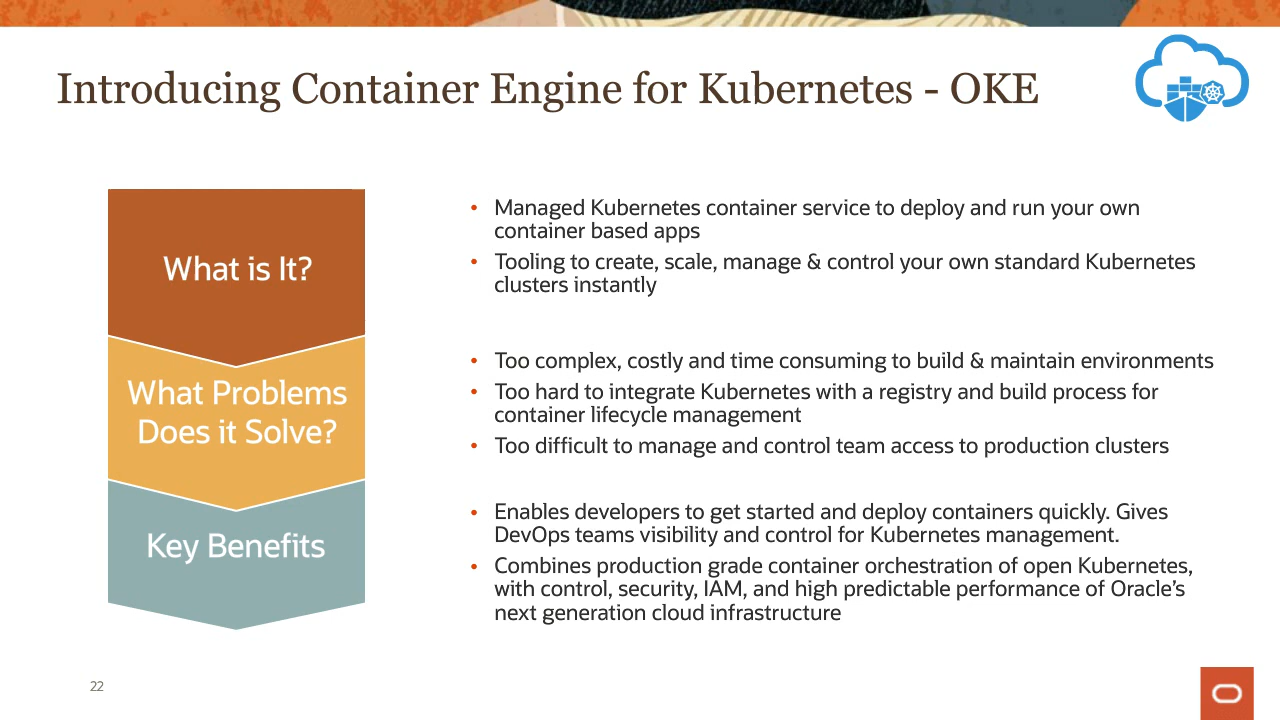 Introducing Container Engine for Kubernetes - OKE
What is It?
• Managed Kubernetes container service to deploy and run your own
container based apps
• Tooling to create, scale, manage & control your own standard Kubernetes
clusters instantly
What Problems
Does it Solve?
• Too complex, costly and time consuming to build & maintain environments
• Too hard to integrate Kubernetes with a registry and build process for
container lifecycle management
• Too difficult to manage and control team access to production clusters
Key Benefits
• Enables developers to get started and deploy containers quickly. Gives
DevOps teams visibility and control for Kubernetes management.
• Combines production grade container orchestration of open Kubernetes,
with control, security, IAM, and high predictable performance of Oracle’s
next generation cloud infrastructure
22